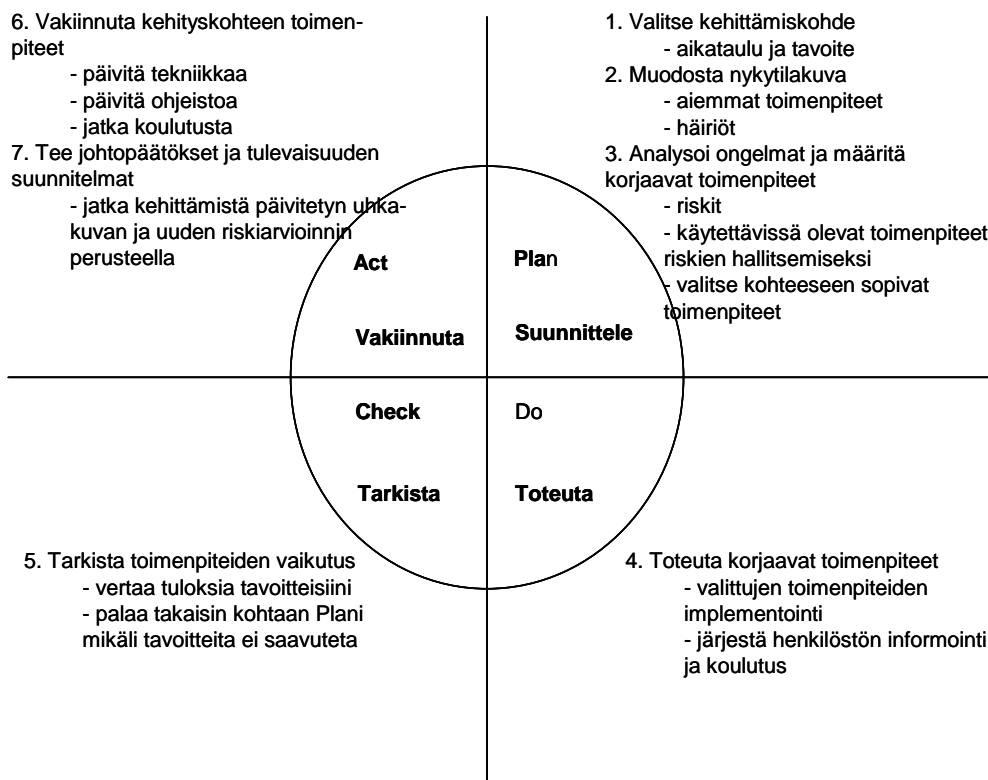 6. Vakiinnuta kehityskohteen toimen-
piteet
- päivitä tekniikkaa
- päivitä ohjeistoa
- jatka koulutusta
7. Tee johtopäätökset ja tulevaisuuden
suunnitelmat
- jatka kehittämistä päivitetyn uhka-
kuvan ja uuden riskiarvioinnin
perusteella
1. Valitse kehittämiskohde
- aikataulu ja tavoite
2. Muodosta nykytilakuva
- aiemmat toimenpiteet
- häiriöt
3. Analysoi ongelmat ja määritä
korjaavat toimenpiteet
- riskit
- käytettävissä olevat toimenpiteet
riskien hallitsemiseksi
- valitse kohteeseen sopivat
toimenpiteet
Act
Vakiinnuta
Plan
Suunnittele
Check
Tarkista
Do
Toteuta
5. Tarkista toimenpiteiden vaikutus
- vertaa tuloksia tavoitteisiini
- palaa takaisin kohtaan Plani
mikäli tavoitteita ei saavuteta
4. Toteuta korjaavat toimenpiteet
- valittujen toimenpiteiden
implementointi
- järjestä henkilöstön informointi
ja koulutus